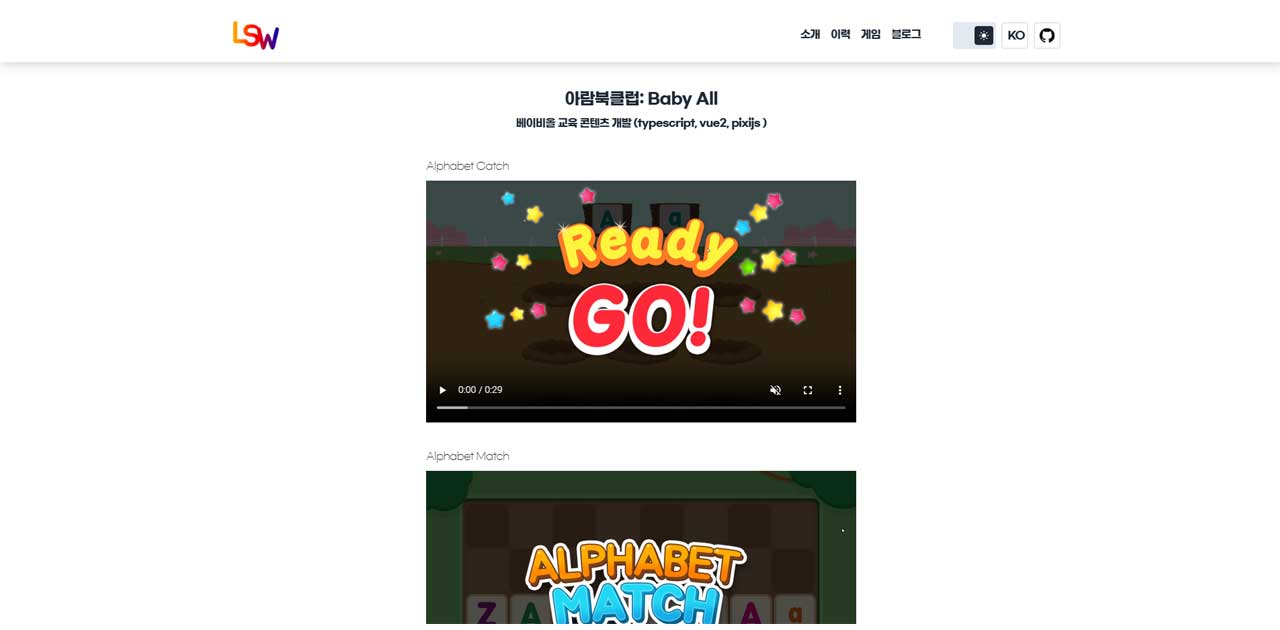 LSW
소개 이력 게임 블로그 KO
아람북클럽: Baby All
베이비올 교육 콘텐츠 개발 (typescript, vue2, pixijs )
Alphabet Catch
A a
Ready
GO!
0:00 / 0:29
Alphabet Match
ALPHABET
MATCH
Z A A a